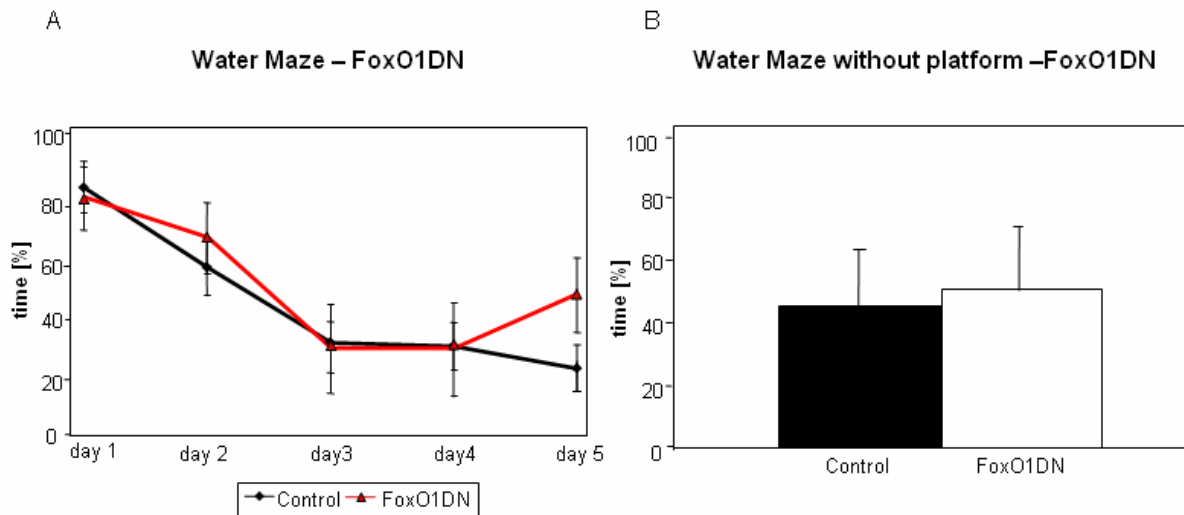 A
Water Maze – FoxO1DN
time [%]
100
80
60
40
20
0
day 1
day 2
day3
day4
day 5
Control
FoxO1DN
B
Water Maze without platform –FoxO1DN
time [%]
100
80
60
40
20
0
Control
FoxO1DN